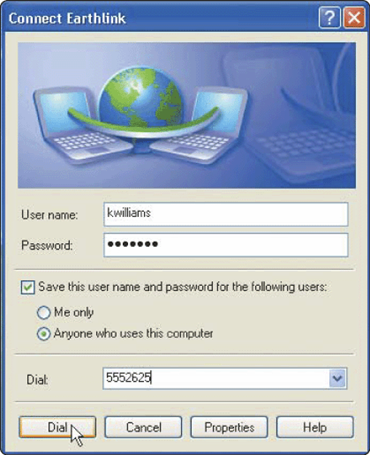 Connect Earthlink
User name: kwilliams
Password: •••••••
Save this user name and password for the following users:
Me only
Anyone who uses this computer
Dial: 5552625
Dial Cancel Properties Help